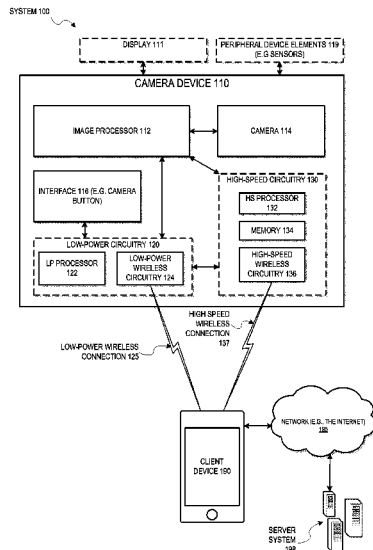 SYSTEM 100
DISPLAY 111
PERIPHERAL DEVICE ELEMENTS 119
(E.G SENSORS)
CAMERA DEVICE 110
IMAGE PROCESSOR 112
CAMERA 114
INTERFACE 116 (E.G. CAMERA
BUTTON)
HIGH-SPEED CIRCUITRY 130
HS PROCESSOR
132
MEMORY 134
HIGH-SPEED
WIRELESS
CIRCUITRY 136
LOW-POWER CIRCUITRY 120
LP PROCESSOR
122
LOW-POWER
WIRELESS
CIRCUITRY 124
LOW-POWER WIRELESS
CONNECTION 125
HIGH SPEED
WIRELESS
CONNECTION
137
CLIENT
DEVICE 190
NETWORK (E.G., THE INTERNET)
195
SERVER
SYSTEM
198